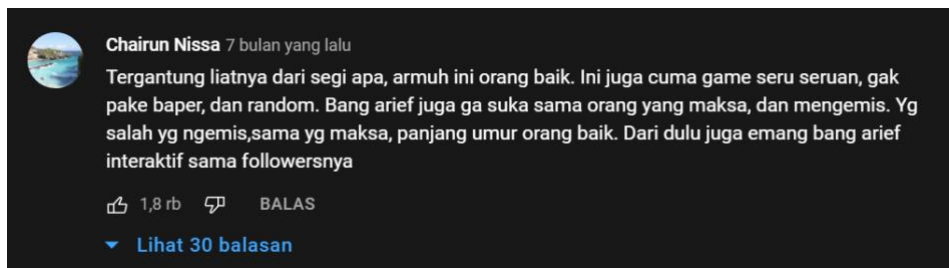 Chairun Nissa 7 bulan yang lalu
Tergantung liatnya dari segi apa, armuh ini orang baik. Ini juga cuma game seru seruan, gak
pake baper, dan random. Bang arief juga ga suka sama orang yang maksa, dan mengemis. Yg
salah yg ngemis,sama yg maksa, panjang umur orang baik. Dari dulu juga emang bang arief
interaktif sama followersnya
1,8 rb BALAS
Lihat 30 balasan